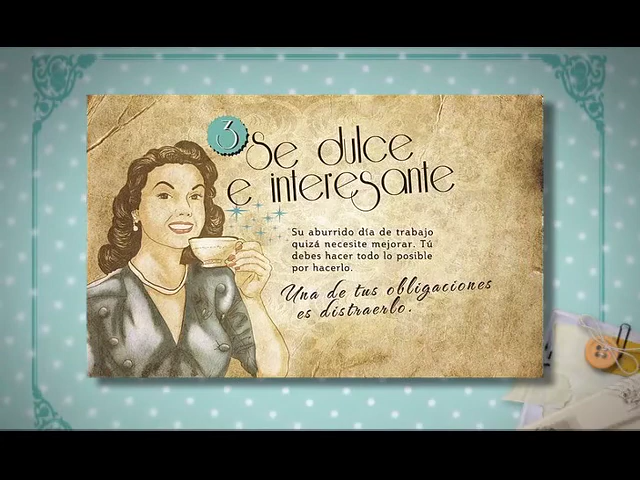 3 Se dulce
e interesante
Su aburrido día de trabajo
quizá necesite mejorar. Tú
debes hacer todo lo posible
por hacerlo.
Una de tus obligaciones
es distraerlo.